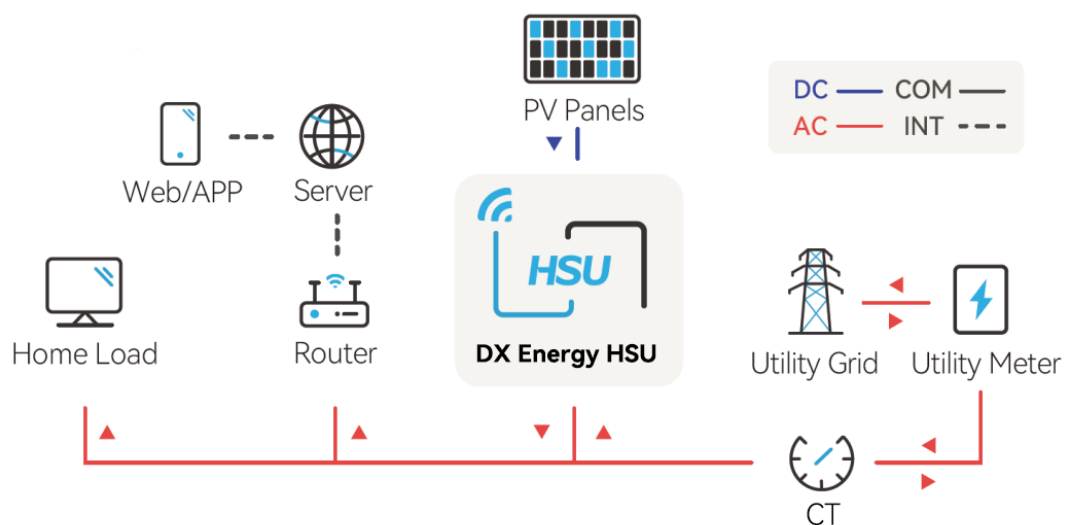 PV Panels
DC
COM
AC
INT
Web/APP
Server
HSU
DX Energy HSU
Home Load
Router
Utility Grid
Utility Meter
CT